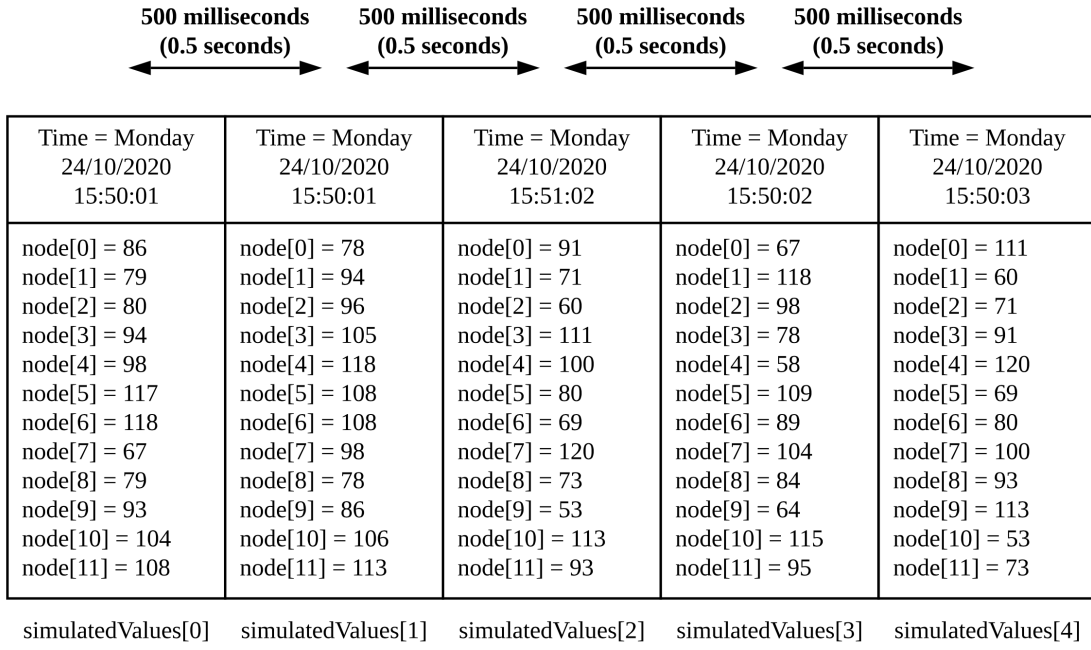 500 milliseconds
(0.5 seconds)
500 milliseconds
(0.5 seconds)
500 milliseconds
(0.5 seconds)
500 milliseconds
(0.5 seconds)
Time = Monday
24/10/2020
15:50:01
node[0] = 86
node[1] = 79
node[2] = 80
node[3] = 94
node[4] = 98
node[5] = 117
node[6] = 118
node[7] = 67
node[8] = 79
node[9] = 93
node[10] = 104
node[11] = 108
simulatedValues[0]
Time = Monday
24/10/2020
15:50:01
node[0] = 78
node[1] = 94
node[2] = 96
node[3] = 105
node[4] = 118
node[5] = 108
node[6] = 108
node[7] = 98
node[8] = 78
node[9] = 86
node[10] = 106
node[11] = 113
simulatedValues[1]
Time = Monday
24/10/2020
15:51:02
node[0] = 91
node[1] = 71
node[2] = 60
node[3] = 111
node[4] = 100
node[5] = 80
node[6] = 69
node[7] = 120
node[8] = 73
node[9] = 53
node[10] = 113
node[11] = 93
simulatedValues[2]
Time = Monday
24/10/2020
15:50:02
node[0] = 67
node[1] = 118
node[2] = 98
node[3] = 78
node[4] = 58
node[5] = 109
node[6] = 89
node[7] = 104
node[8] = 84
node[9] = 64
node[10] = 115
node[11] = 95
simulatedValues[3]
Time = Monday
24/10/2020
15:50:03
node[0] = 111
node[1] = 60
node[2] = 71
node[3] = 91
node[4] = 120
node[5] = 69
node[6] = 80
node[7] = 100
node[8] = 93
node[9] = 113
node[10] = 53
node[11] = 73
simulatedValues[4]